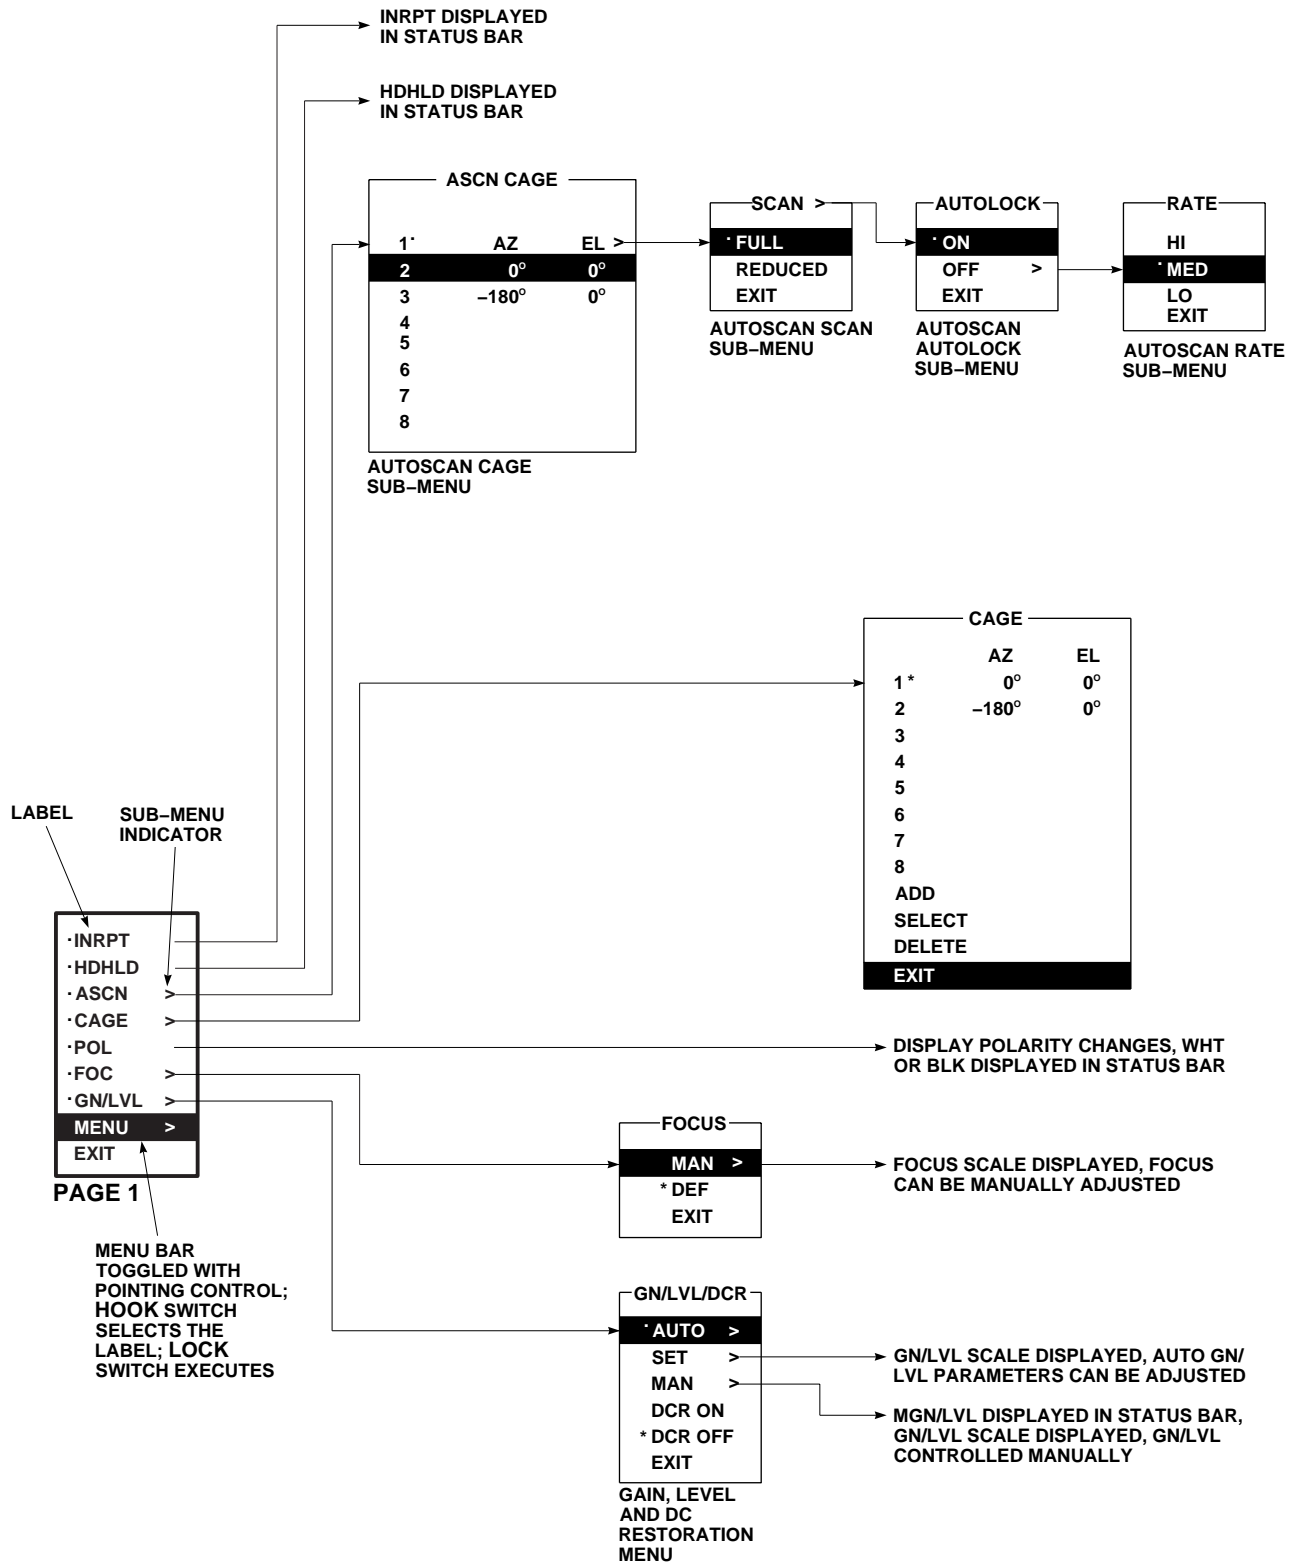 INRPT DISPLAYED
IN STATUS BAR
HDHLD DISPLAYED
IN STATUS BAR
ASCN CAGE
1· AZ EL >
2 0° 0°
3 –180° 0°
4
5
6
7
8
AUTOSCAN CAGE
SUB–MENU
SCAN >
· FULL
REDUCED
EXIT
AUTOSCAN SCAN
SUB–MENU
AUTOLOCK
· ON
OFF >
EXIT
AUTOSCAN
AUTOLOCK
SUB–MENU
RATE
HI
· MED
LO
EXIT
AUTOSCAN RATE
SUB–MENU
CAGE
AZ EL
1 * 0° 0°
2 –180° 0°
3
4
5
6
7
8
ADD
SELECT
DELETE
EXIT
LABEL
SUB–MENU
INDICATOR
·INRPT
·HDHLD
·ASCN >
·CAGE >
·POL
·FOC >
·GN/LVL >
MENU >
EXIT
PAGE 1
MENU BAR
TOGGLED WITH
POINTING CONTROL;
HOOK SWITCH
SELECTS THE
LABEL; LOCK
SWITCH EXECUTES
DISPLAY POLARITY CHANGES, WHT
OR BLK DISPLAYED IN STATUS BAR
FOCUS
MAN >
* DEF
EXIT
FOCUS SCALE DISPLAYED, FOCUS
CAN BE MANUALLY ADJUSTED
GN/LVL/DCR
· AUTO >
SET >
MAN >
DCR ON
* DCR OFF
EXIT
GAIN, LEVEL
AND DC
RESTORATION
MENU
GN/LVL SCALE DISPLAYED, AUTO GN/
LVL PARAMETERS CAN BE ADJUSTED
MGN/LVL DISPLAYED IN STATUS BAR,
GN/LVL SCALE DISPLAYED, GN/LVL
CONTROLLED MANUALLY